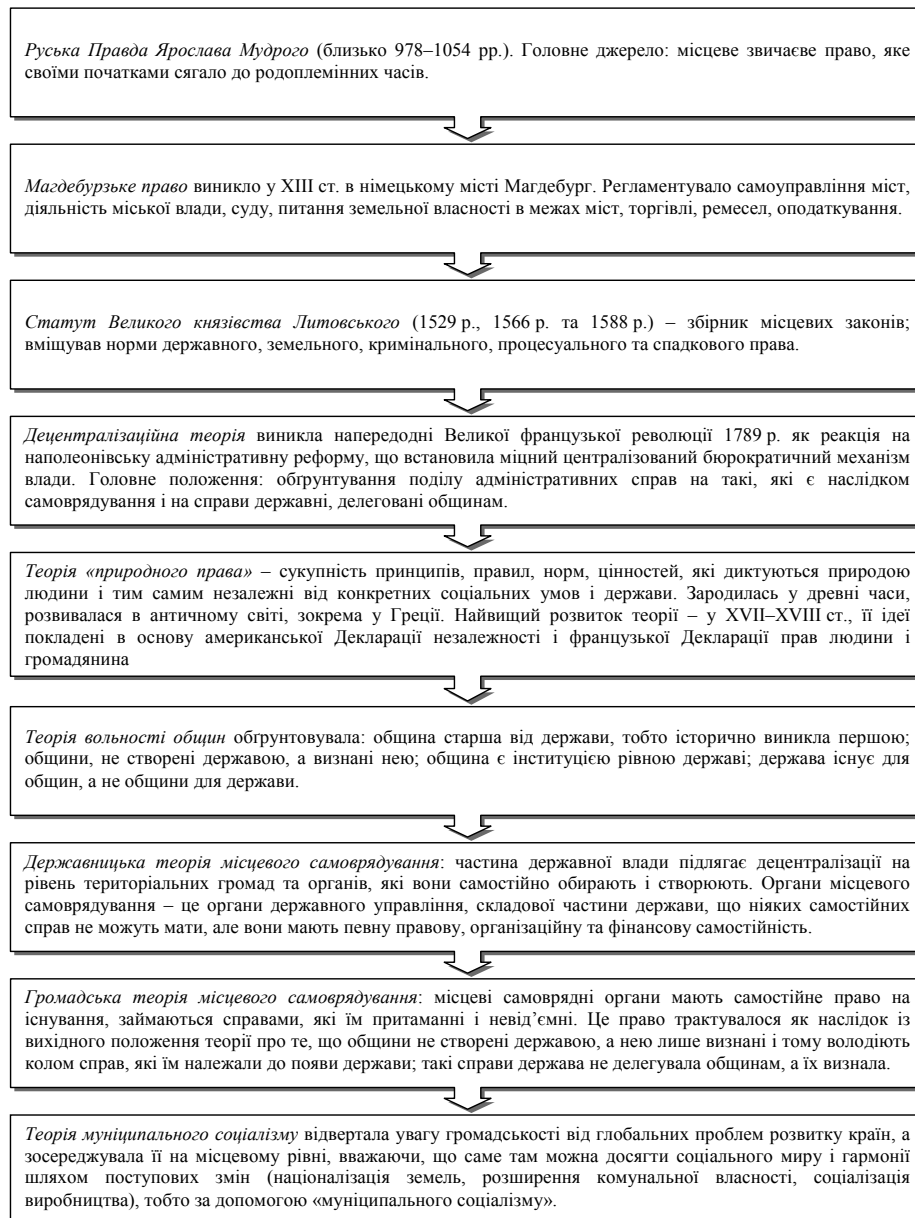 Руська Правда Ярослава Мудрого (близько 978–1054 рр.). Головне джерело: місцеве звичаєве право, яке
своїми початками сягало до родоплемінних часів.
Магдебурзьке право виникло у XIII ст. в німецькому місті Магдебург. Регламентувало самоуправління міст,
діяльність міської влади, суду, питання земельної власності в межах міст, торгівлі, ремесел, оподаткування.
Статут Великого князівства Литовського (1529 р., 1566 р. та 1588 р.) – збірник місцевих законів;
вміщував норми державного, земельного, кримінального, процесуального та спадкового права.
Децентралізаційна теорія виникла напередодні Великої французької революції 1789 р. як реакція на
наполеонівську адміністративну реформу, що встановила міцний централізований бюрократичний механізм
влади. Головне положення: обґрунтування поділу адміністративних справ на такі, які є наслідком
самоврядування і на справи державні, делеговані общинам.
Теорія «природного права» – сукупність принципів, правил, норм, цінностей, які диктуються природою
людини і тим самим незалежні від конкретних соціальних умов і держави. Зародилась у древні часи,
розвивалася в античному світі, зокрема у Греції. Найвищий розвиток теорії – у XVII–XVIII ст., її ідеї
покладені в основу американської Декларації незалежності і французької Декларації прав людини і
громадянина
Теорія вольності общин обґрунтовувала: община старша від держави, тобто історично виникла першою;
общини, не створені державою, а визнані нею; община є інституцією рівною державі; держава існує для
общин, а не общини для держави.
Державницька теорія місцевого самоврядування: частина державної влади підлягає децентралізації на
рівень територіальних громад та органів, які вони самостійно обирають і створюють. Органи місцевого
самоврядування – це органи державного управління, складової частини держави, що ніяких самостійних
справ не можуть мати, але вони мають певну правову, організаційну та фінансову самостійність.
Громадська теорія місцевого самоврядування: місцеві самоврядні органи мають самостійне право на
існування, займаються справами, які їм притаманні і невід’ємні. Це право трактувалося як наслідок із
вихідного положення теорії про те, що общини не створені державою, а нею лише визнані і тому володіють
колом справ, які їм належали до появи держави; такі справи держава не делегувала общинам, а їх визнала.
Теорія муніципального соціалізму відвертала увагу громадськості від глобальних проблем розвитку країн, а
зосереджувала її на місцевому рівні, вважаючи, що саме там можна досягти соціального миру і гармонії
шляхом поступових змін (націоналізація земель, розширення комунальної власності, соціалізація
виробництва), тобто за допомогою «муніципального соціалізму».